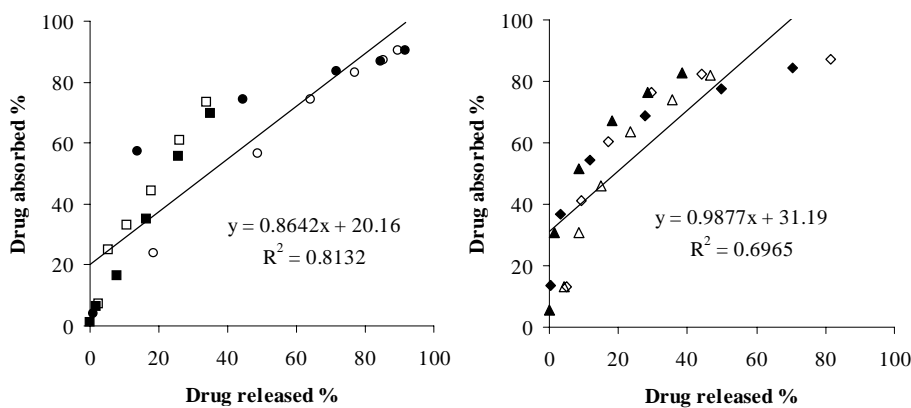 100
80
60
40
20
0
Drug absorbed %
y = 0.8642x + 20.16
R² = 0.8132
0 20 40 60 80 100
Drug released %
100
80
60
40
20
0
Drug absorbed %
y = 0.9877x + 31.19
R² = 0.6965
0 20 40 60 80 100
Drug released %